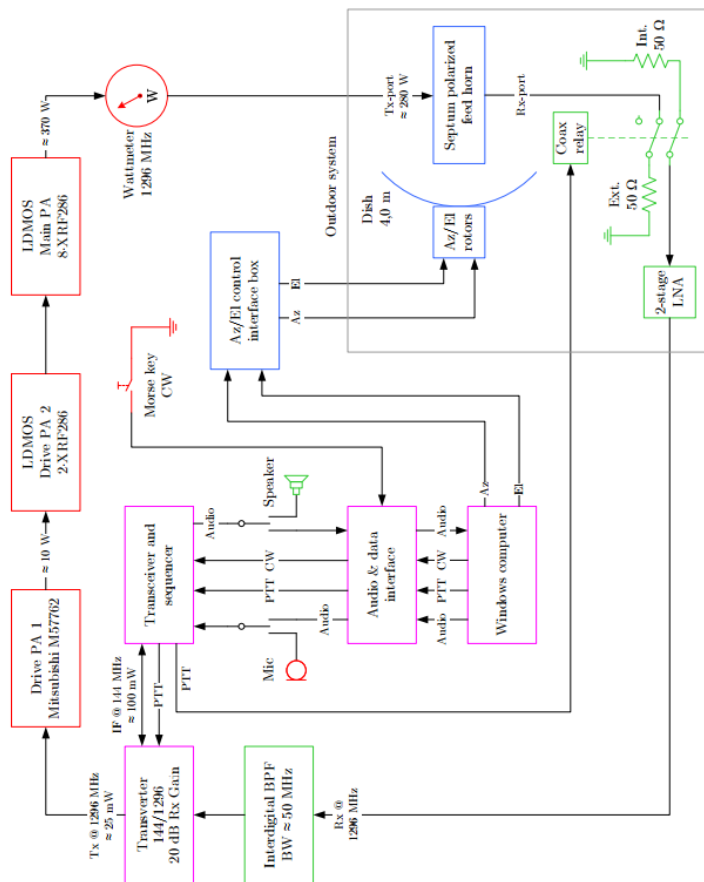 Drive PA 1
Mitsubishi M57762
≈ 10 W
LDMOS
Drive PA 2
2-XRF286
LDMOS
Main PA
8-XRF286
≈ 370 W
W
Wattmeter
1296 MHz
Tx @ 1296 MHz
≈ 25 mW
Transverter
144/1296
20 dB Rx Gain
IF @ 144 MHz
≈ 100 mW
PTT
PTT
Transceiver and
sequencer
Audio
Speaker
Morse key
CW
Interdigital BPF
BW ≈ 50 MHz
Mic
Audio
PTT
CW
Audio & data
interface
Audio
PTT
CW
Audio
Windows computer
Az
El
Az/El control
interface box
Az
El
Outdoor system
Dish
4,0 m
Az/El
rotors
Tx-port
≈ 280 W
Septum polarized
feed horn
Rx-port
Coax
relay
Int.
50 Ω
Ext.
50 Ω
2-stage
LNA
Rx @
1296 MHz